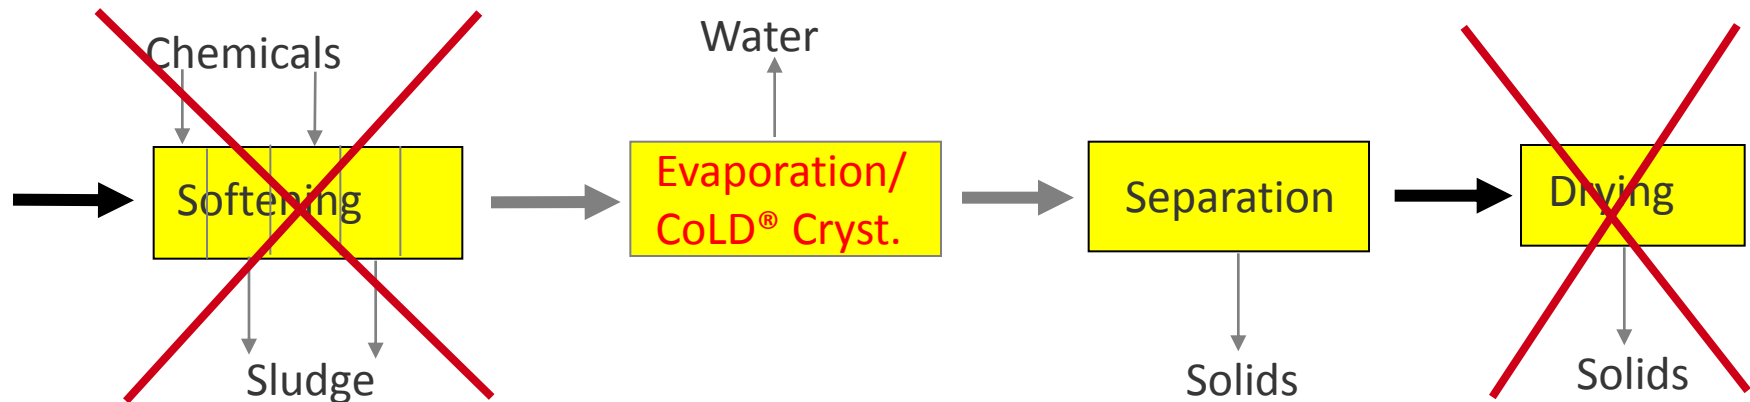 Chemicals
Water
Softening
Evaporation/
CoLD® Cryst.
Separation
Drying
Sludge
Solids
Solids